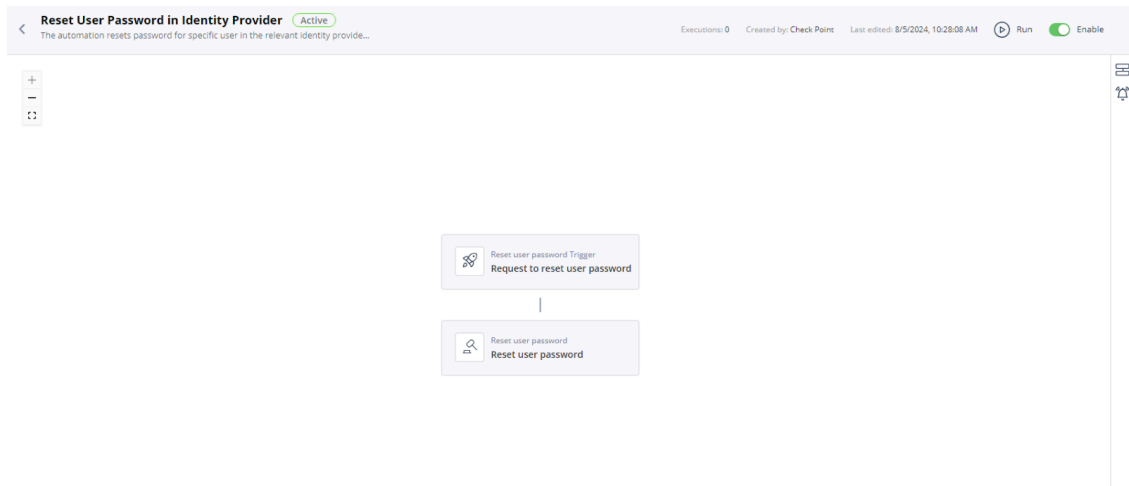 Reset User Password in Identity Provider Active
The automation resets password for specific user in the relevant identity provide...
Executions: 0 Created by: Check Point Last edited: 8/5/2024, 10:28:08 AM Run Enable
Reset user password Trigger
Request to reset user password
Reset user password
Reset user password